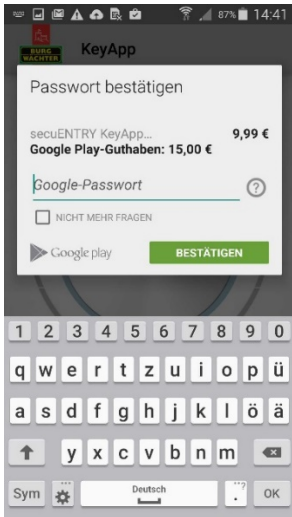 87% 14:41
BURG
WÄCHTER
KeyApp
Passwort bestätigen
secuENTRY KeyApp... 9,99 €
Google Play-Guthaben: 15,00 €
Google-Passwort ?
NICHT MEHR FRAGEN
Google play BESTÄTIGEN
1 2 3 4 5 6 7 8 9 0
q w e r t z u i o p ü
a s d f g h j k l ö ä
y x c v b n m
Sym Deutsch .?  OK